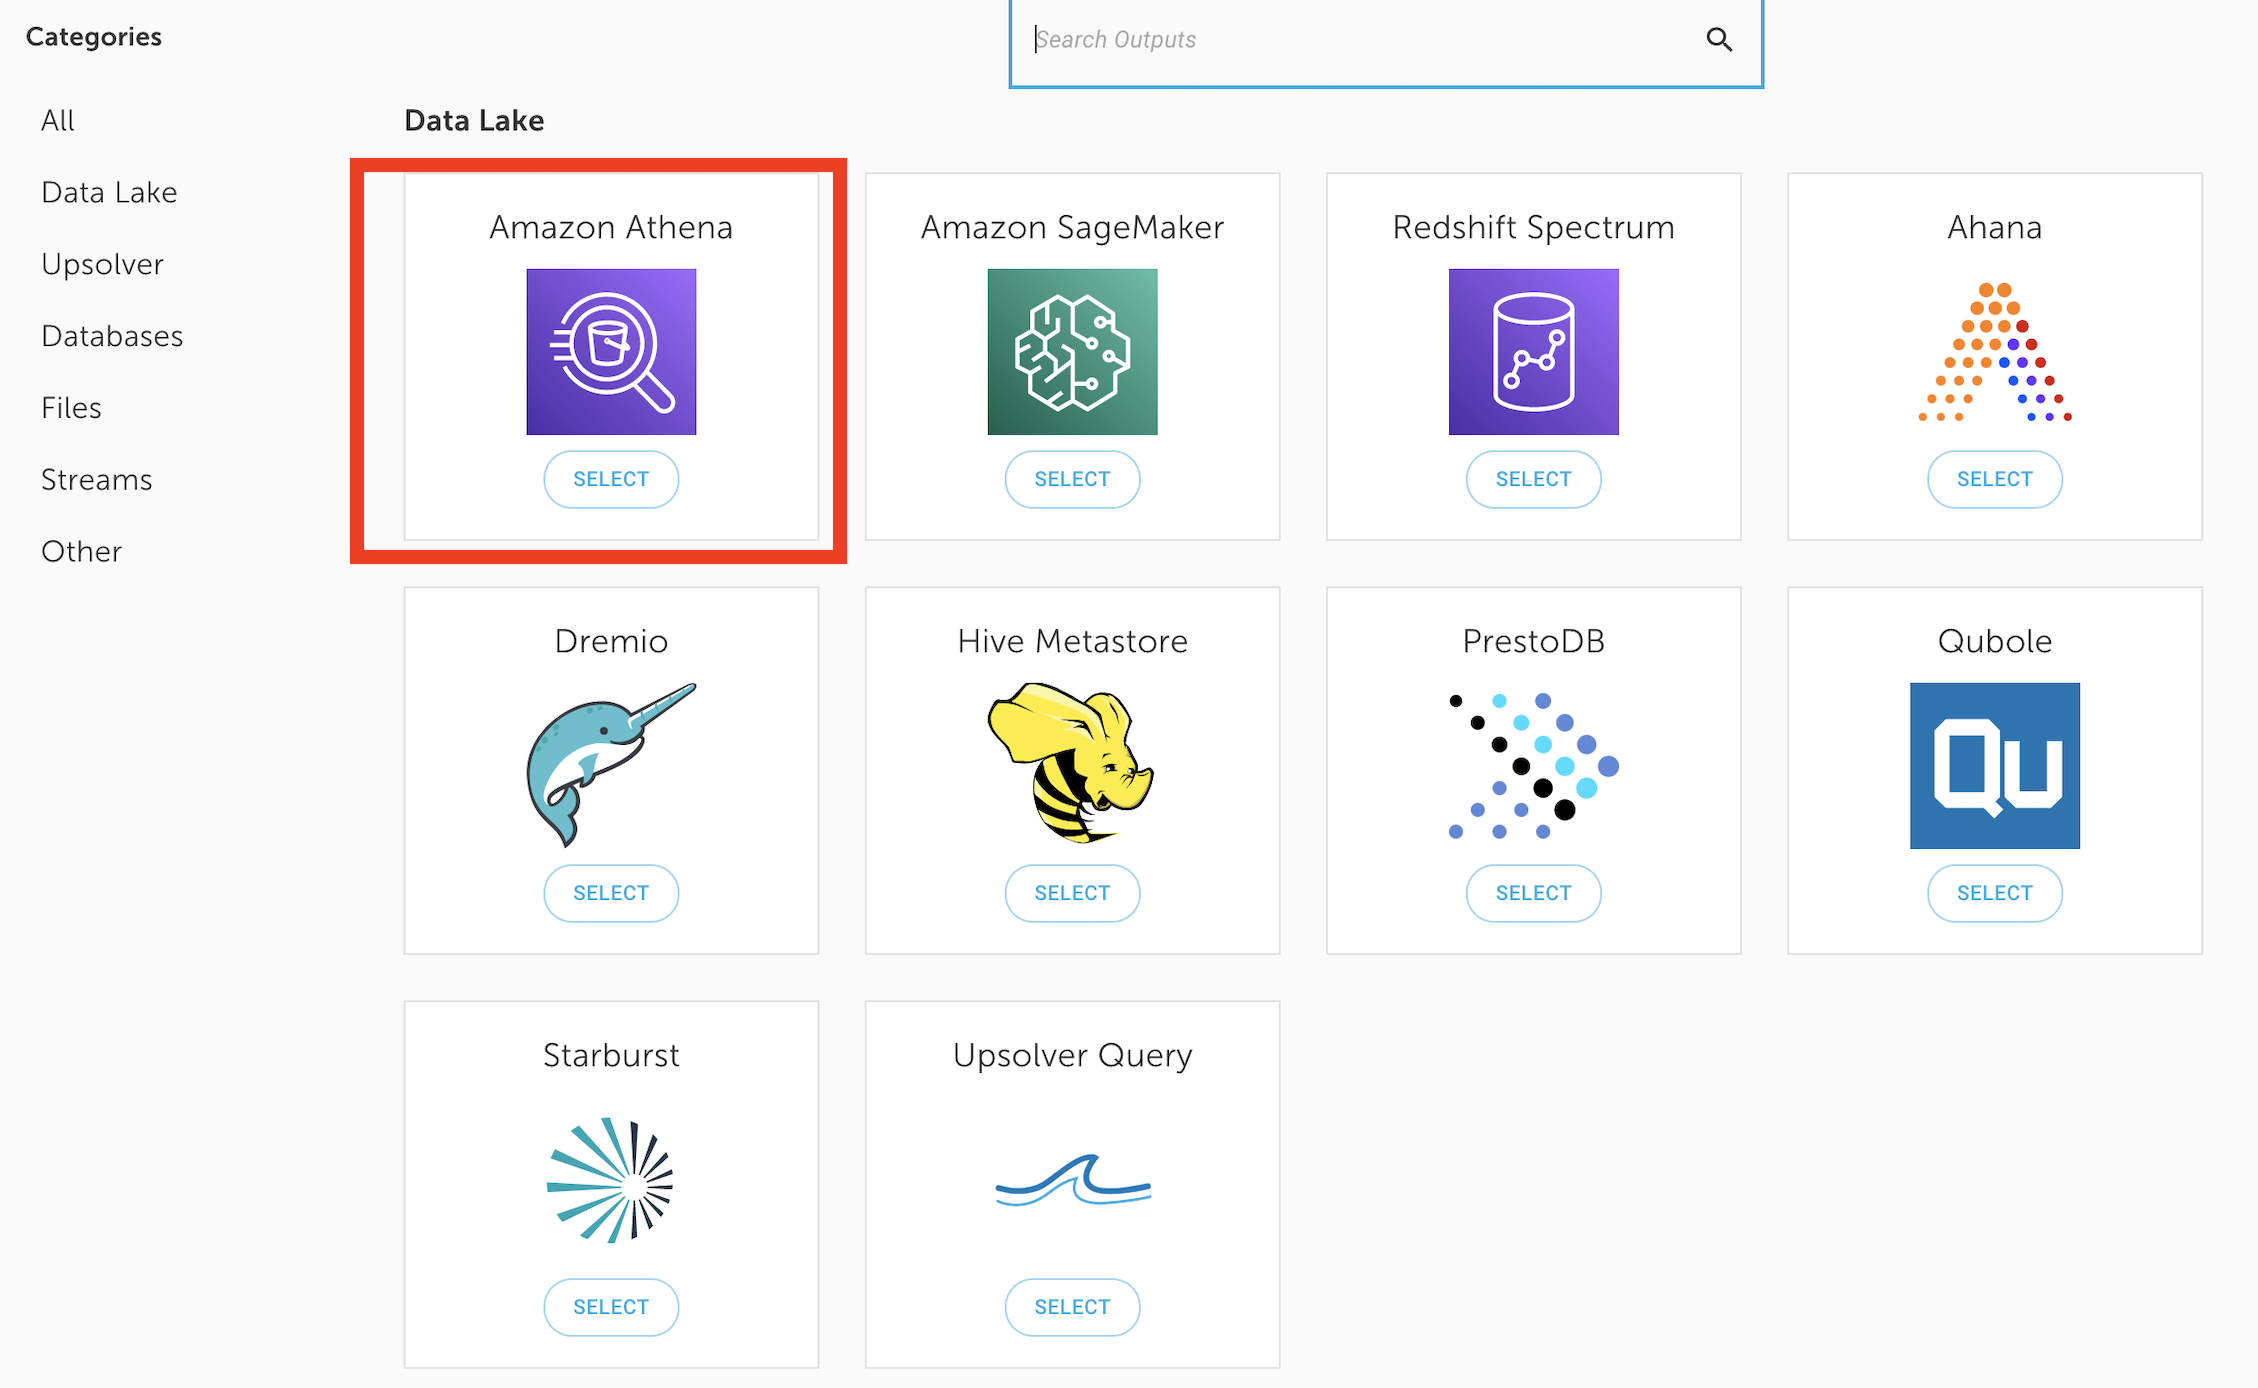 Categories
Search Outputs
All
Data Lake
Upsolver
Databases
Files
Streams
Other
Data Lake
Amazon Athena
SELECT
Amazon SageMaker
SELECT
Redshift Spectrum
SELECT
Ahana
SELECT
Dremio
SELECT
Hive Metastore
SELECT
PrestoDB
SELECT
Qubole
Qu
SELECT
Starburst
SELECT
Upsolver Query
SELECT